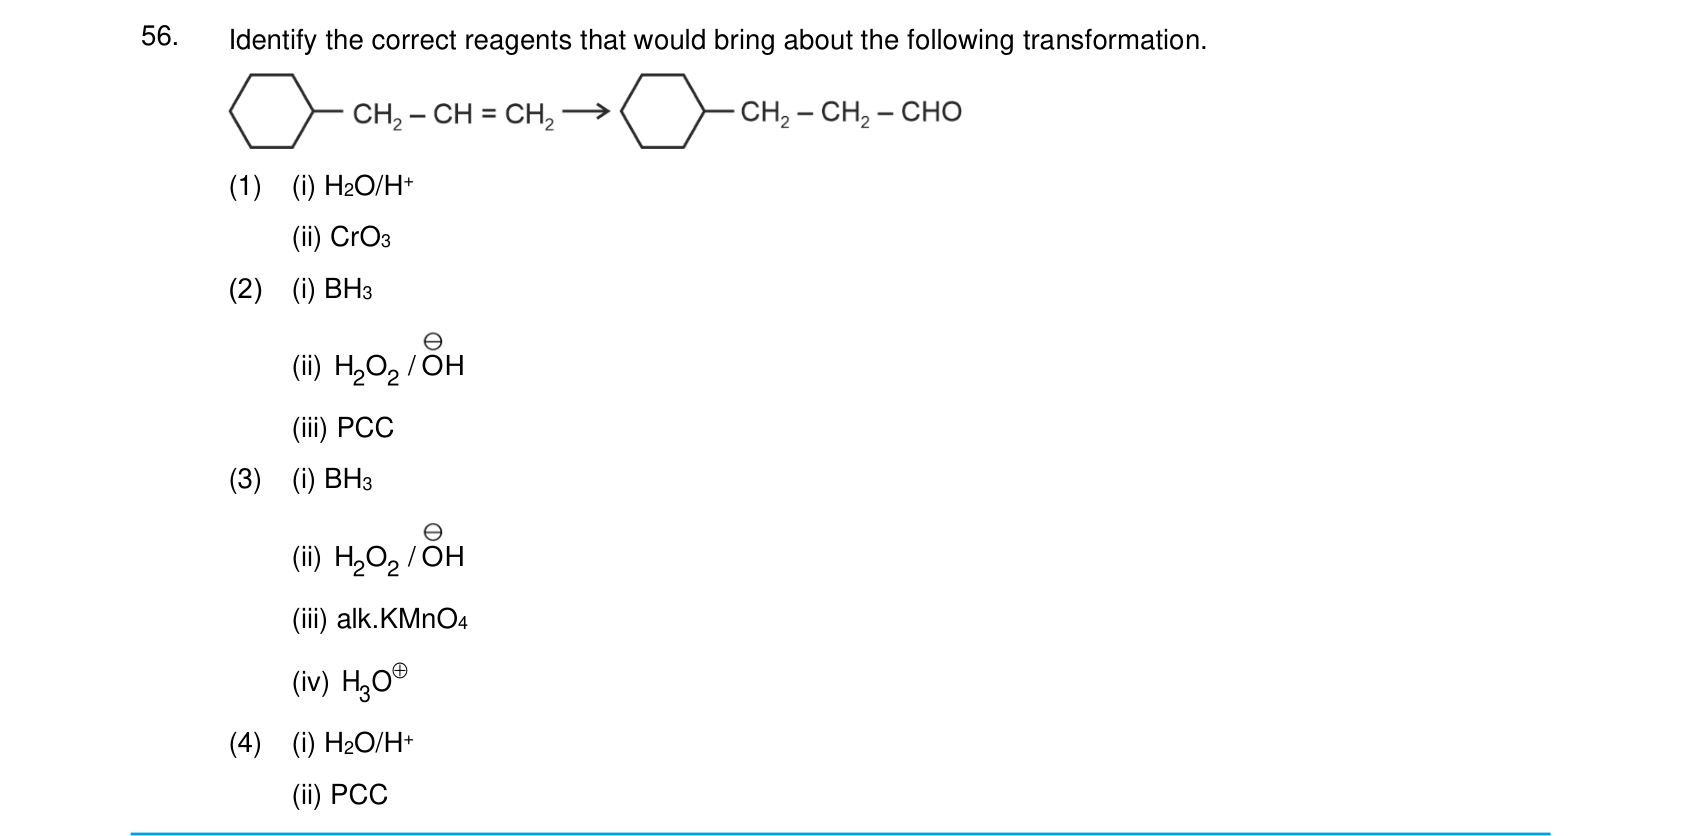 56. Identify the correct reagents that would bring about the following transformation.
CH₂ – CH = CH₂ → CH₂ – CH₂ – CHO
(1) (i) H₂O/H⁺
(ii) CrO₃
(2) (i) BH₃
(ii) H₂O₂ / O⊖H
(iii) PCC
(3) (i) BH₃
(ii) H₂O₂ / O⊖H
(iii) alk.KMnO₄
(iv) H₃O⊕
(4) (i) H₂O/H⁺
(ii) PCC